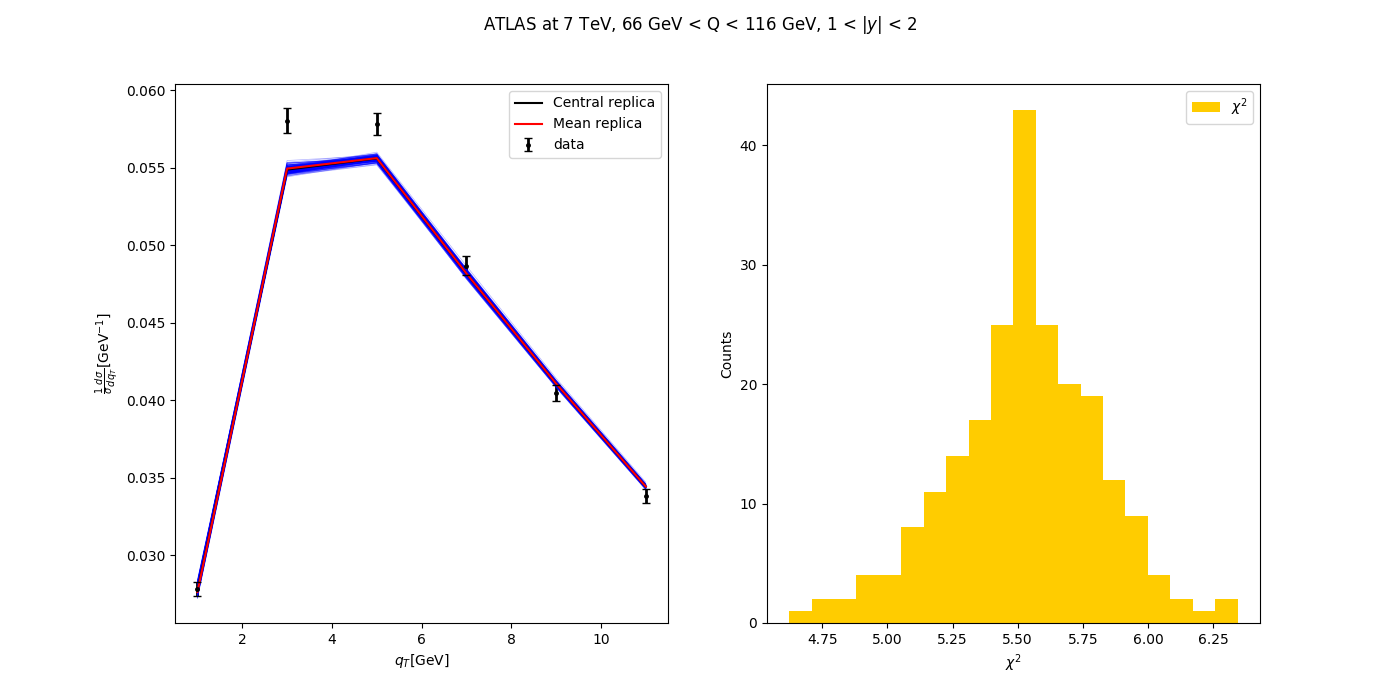 ATLAS at 7 TeV, 66 GeV < Q < 116 GeV, 1 < |y| < 2
0.060
0.055
0.050
0.045
0.040
0.035
0.030
1/σ dσ/dq_T [GeV⁻¹]
2
4
6
8
10
q_T[GeV]
Central replica
Mean replica
data
40
30
20
10
0
Counts
4.75
5.00
5.25
5.50
5.75
6.00
6.25
χ²
χ²